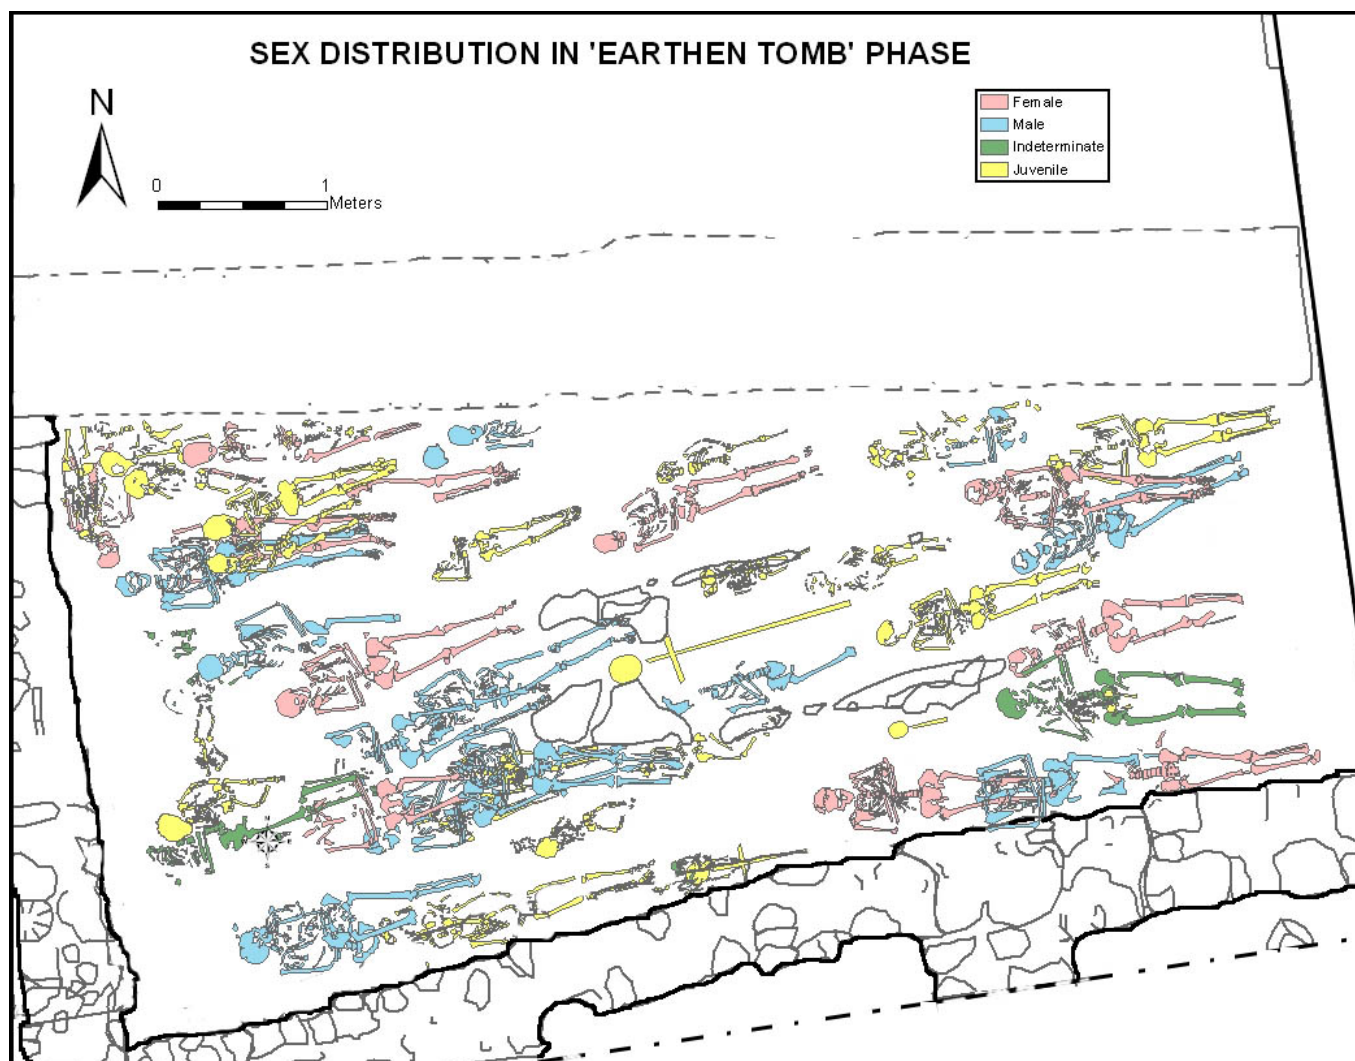 SEX DISTRIBUTION IN 'EARTHEN TOMB' PHASE
N
0 1
Meters
Female
Male
Indeterminate
Juvenile